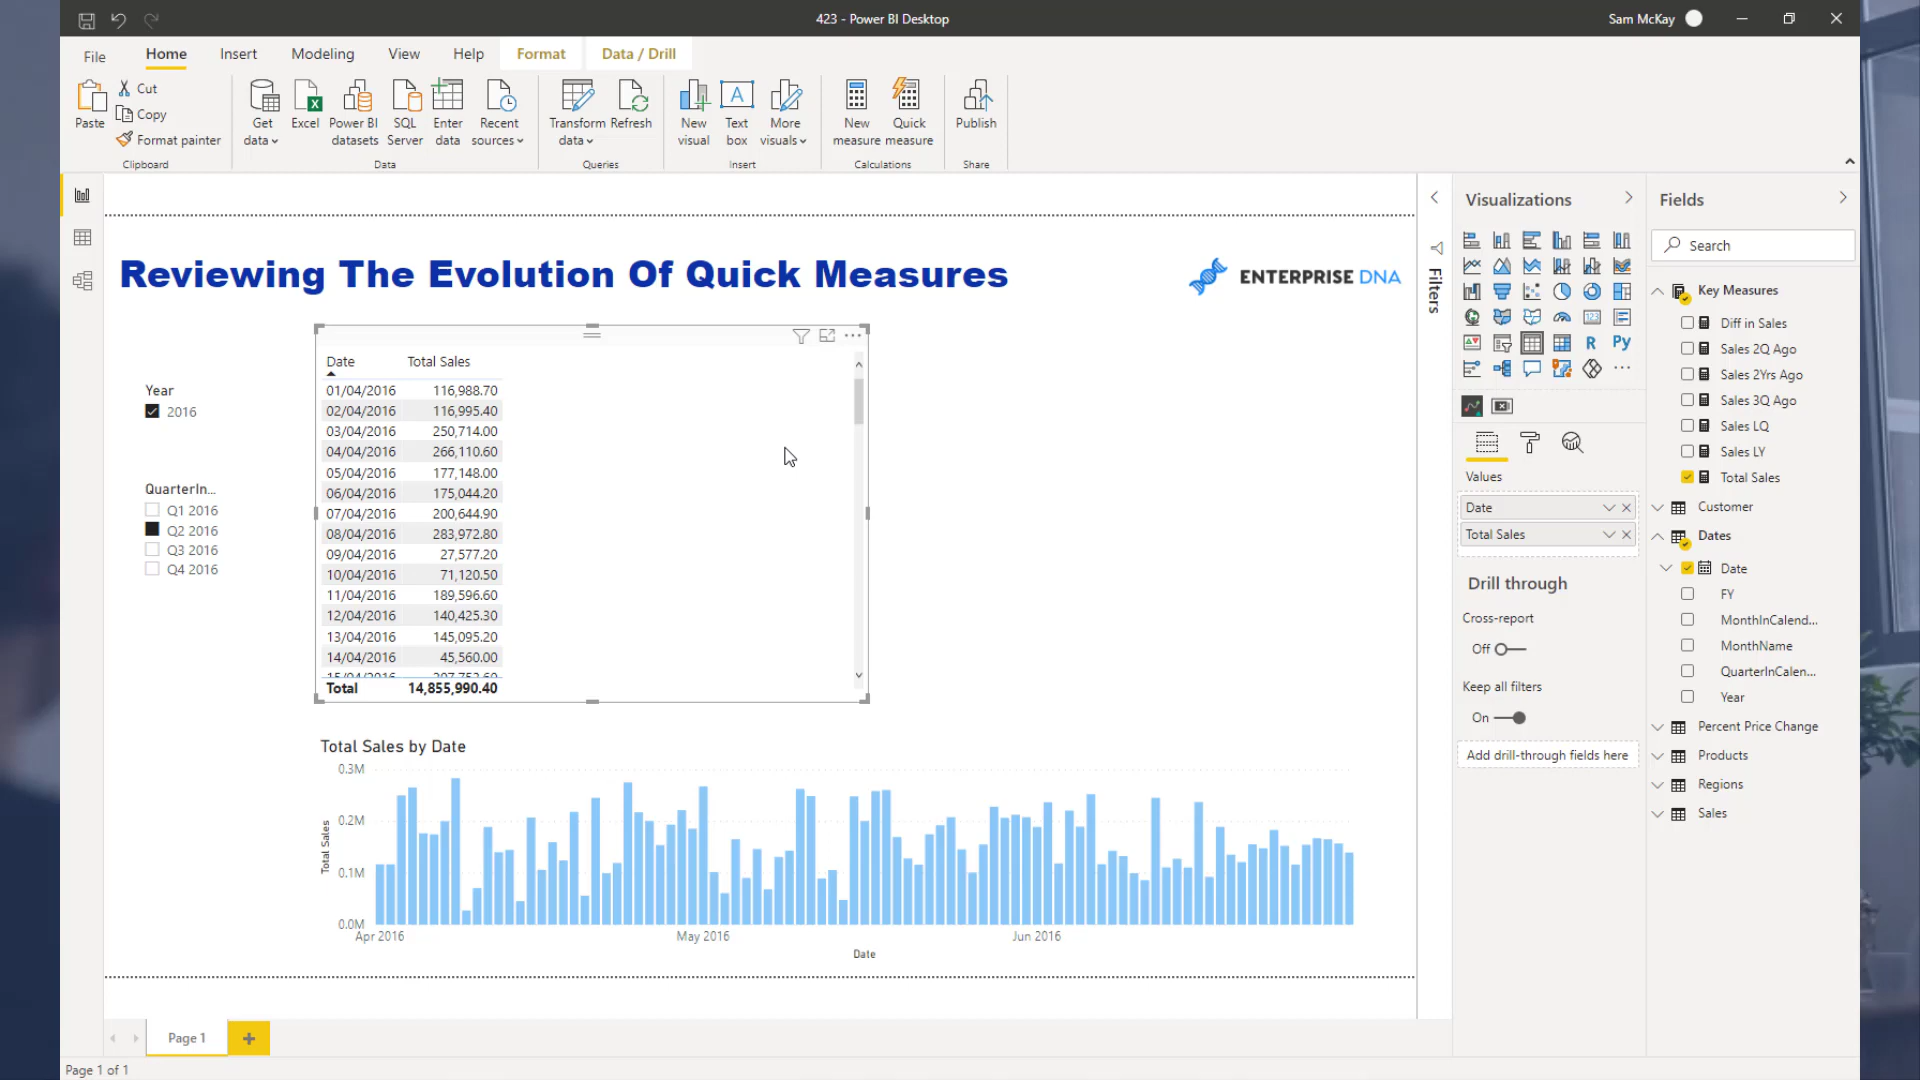 423 - Power BI Desktop
Sam McKay
File
Home
Insert
Modeling
View
Help
Format
Data / Drill
Paste
Cut
Copy
Format painter
Clipboard
Get data
Excel
Power BI datasets
SQL Server
Enter data
Recent sources
Data
Transform data
Refresh
Queries
New visual
Text box
More visuals
Insert
New measure
Quick measure
Calculations
Publish
Share
Reviewing The Evolution Of Quick Measures
ENTERPRISE DNA
Year
2016
QuarterIn...
Q1 2016
Q2 2016
Q3 2016
Q4 2016
Date Total Sales
01/04/2016 116,988.70
02/04/2016 116,995.40
03/04/2016 250,714.00
04/04/2016 266,110.60
05/04/2016 177,148.00
06/04/2016 175,044.20
07/04/2016 200,644.90
08/04/2016 283,972.80
09/04/2016 27,577.20
10/04/2016 71,120.50
11/04/2016 189,596.60
12/04/2016 140,425.30
13/04/2016 145,095.20
14/04/2016 45,560.00
Total 14,855,990.40
Total Sales by Date
0.3M
0.2M
0.1M
0.0M
Total Sales
Apr 2016
May 2016
Jun 2016
Date
Page 1
Page 1 of 1
Filters
Visualizations
R
Py
123
Values
Date
Total Sales
Drill through
Cross-report
Off
Keep all filters
On
Add drill-through fields here
Fields
Search
Key Measures
Diff in Sales
Sales 2Q Ago
Sales 2Yrs Ago
Sales 3Q Ago
Sales LQ
Sales LY
Total Sales
Customer
Dates
Date
FY
MonthInCalend...
MonthName
QuarterInCalen...
Year
Percent Price Change
Products
Regions
Sales